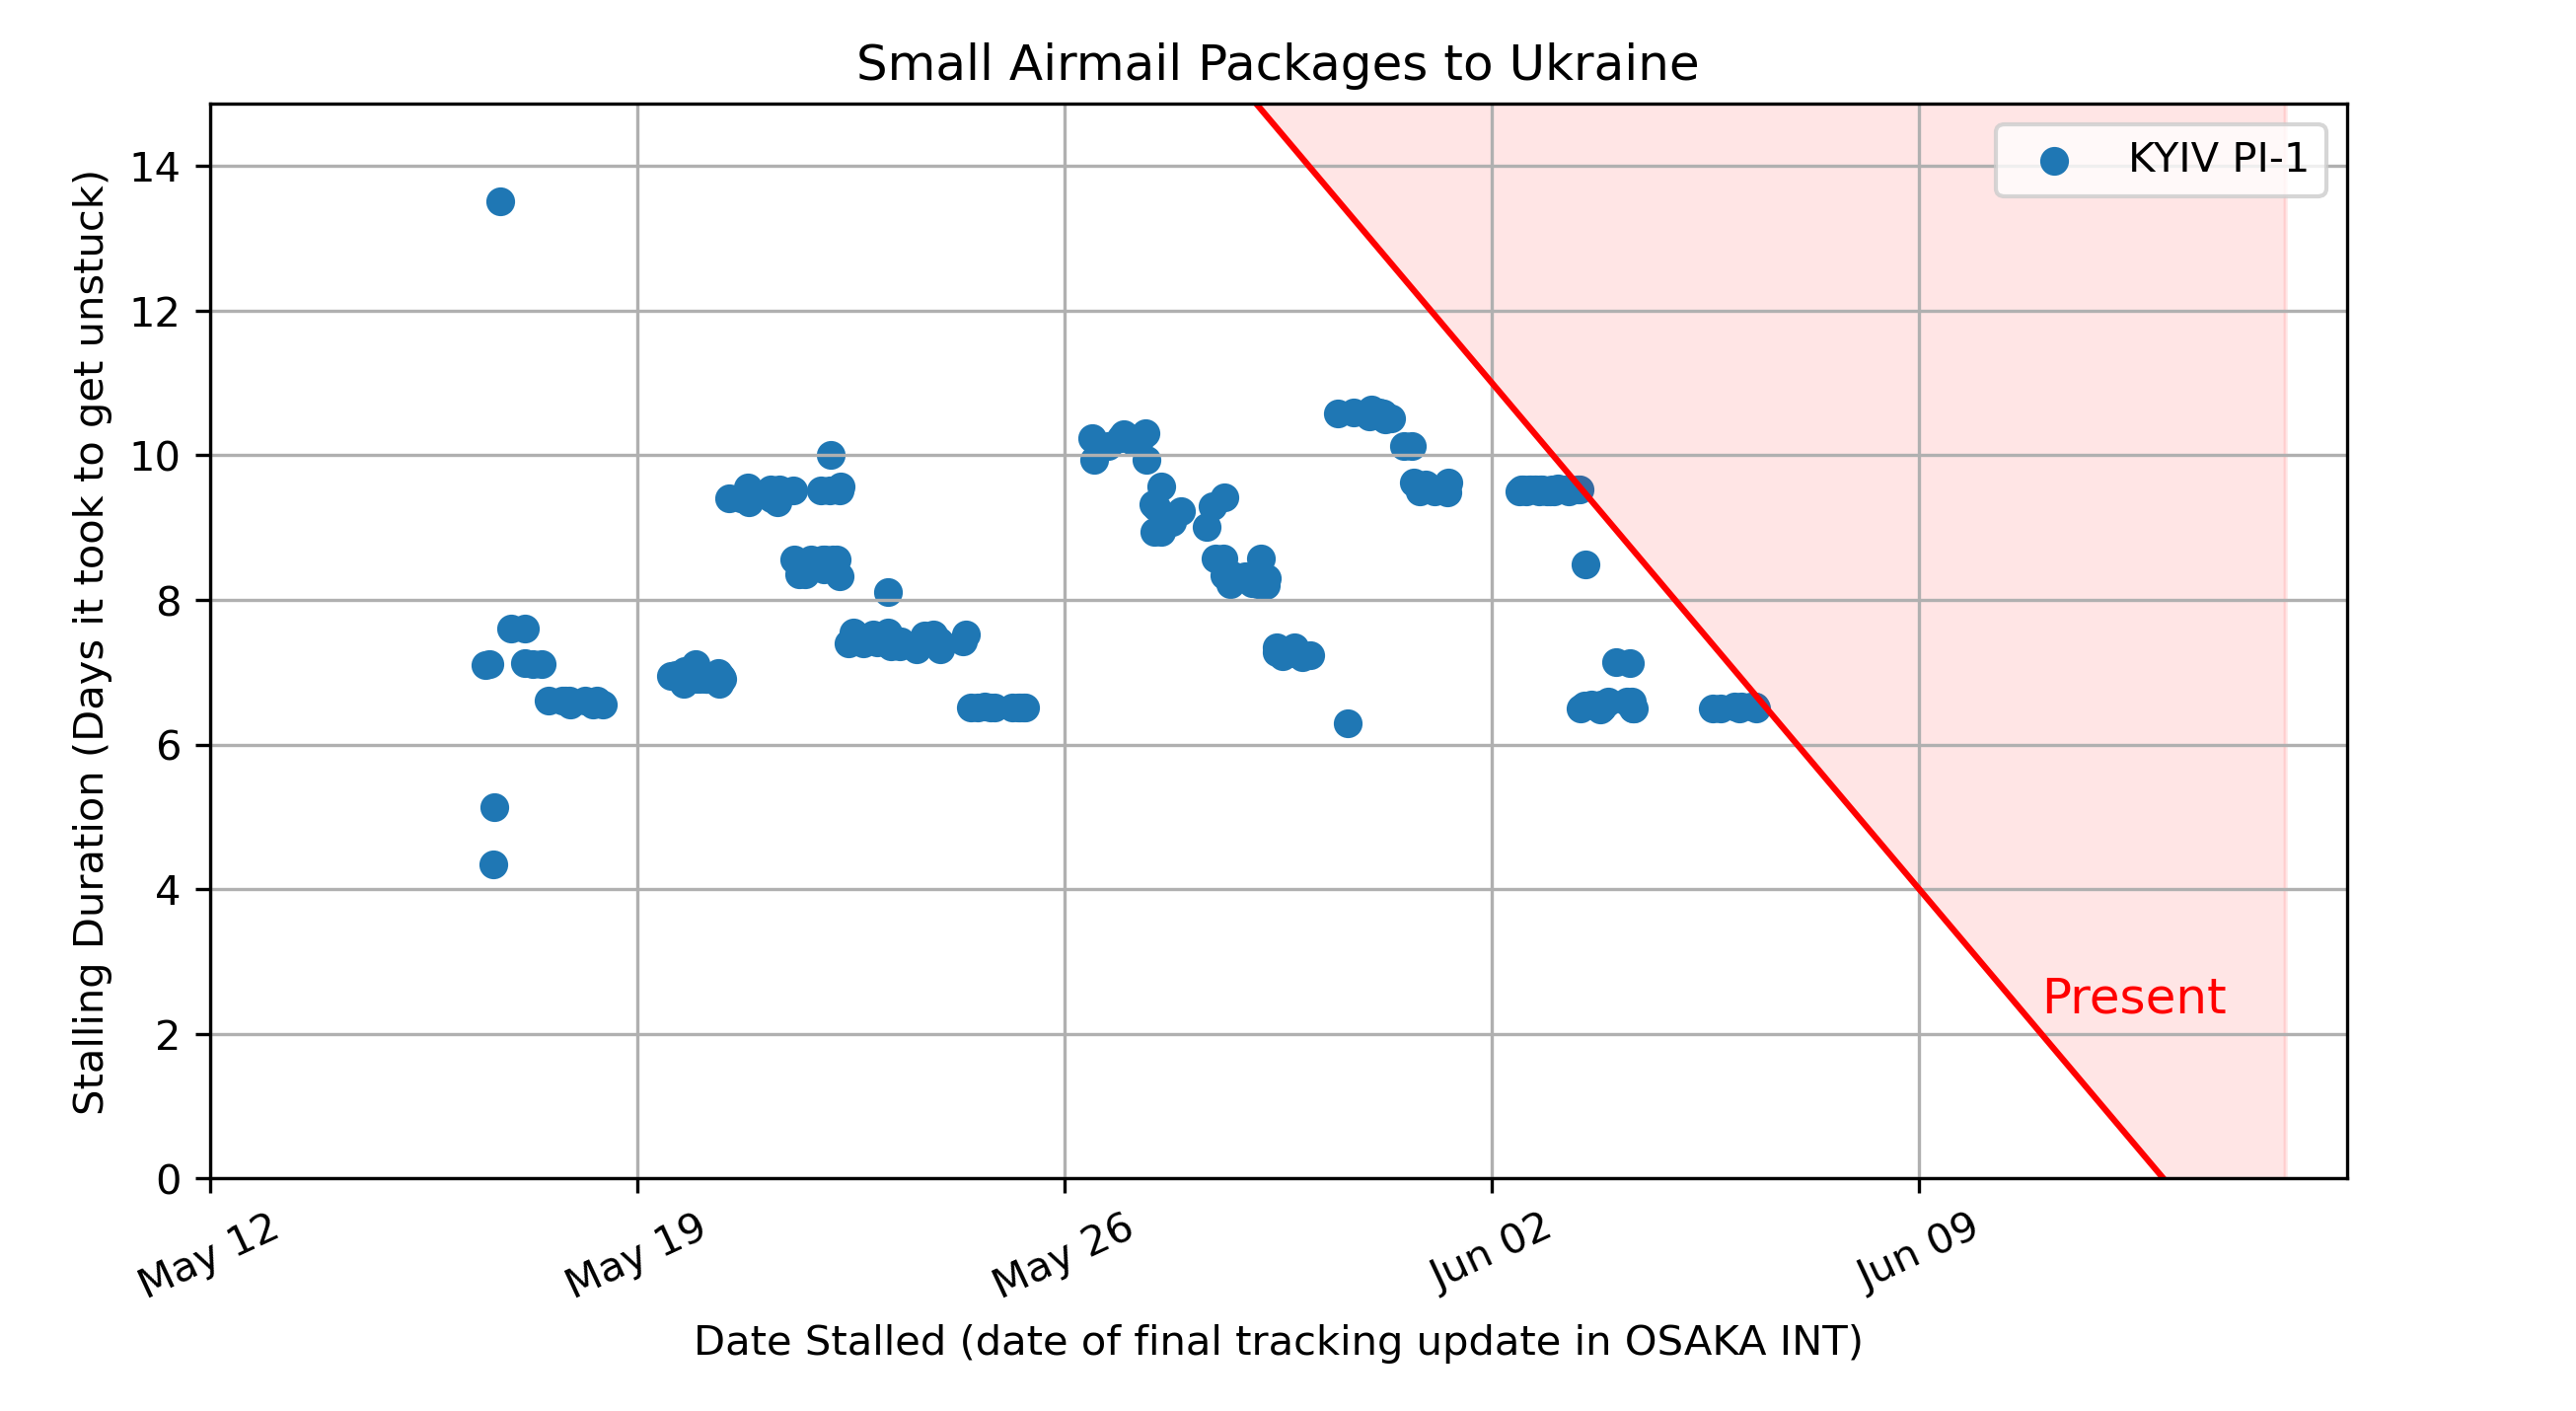 Small Airmail Packages to Ukraine
KYIV PI-1
Stalling Duration (Days it took to get unstuck)
14
12
10
8
6
4
2
0
Present
May 12
May 19
May 26
Jun 02
Jun 09
Date Stalled (date of final tracking update in OSAKA INT)